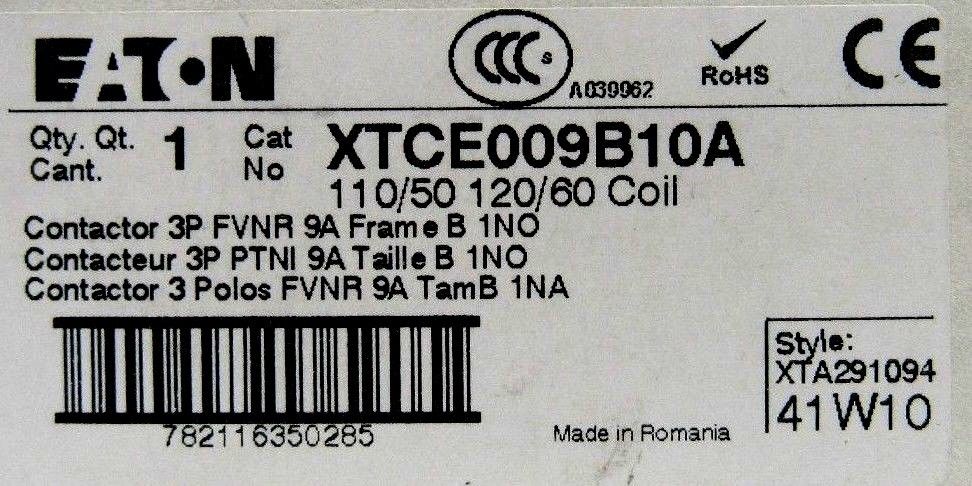 EATON
CCC S
A039962
RoHS
CE
Qty. Qt. 1 Cat XTCE009B10A
Cant. No
110/50 120/60 Coil
Contactor 3P FVNR 9A Frame B 1NO
Contacteur 3P PTNI 9A Taille B 1NO
Contactor 3 Polos FVNR 9A TamB 1NA
782116350285
Made in Romania
Style:
XTA291094
41W10